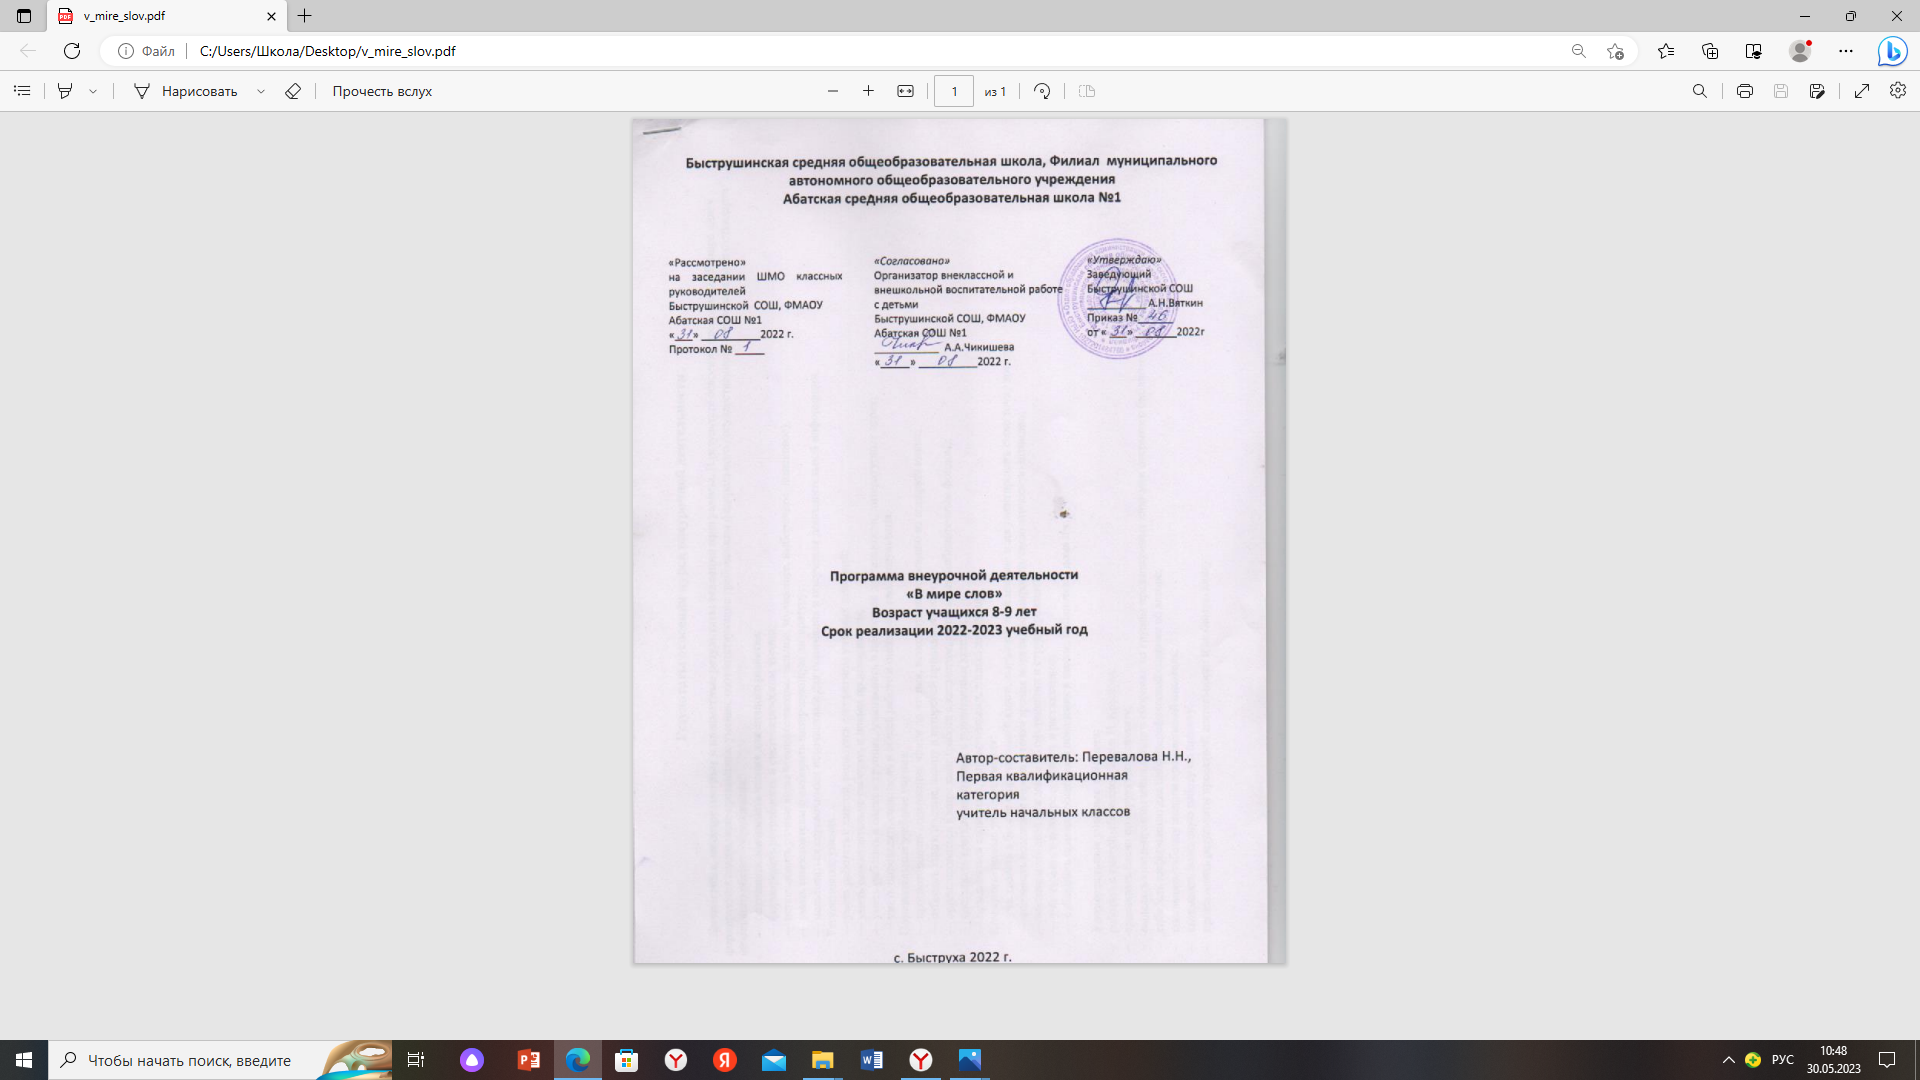 v_mire_slov.pdf
Файл
C:/Users/Школа/Desktop/v_mire_slov.pdf
Нарисовать
Прочесть вслух
1 из 1
Быструшинская средняя общеобразовательная школа, Филиал муниципального
автономного общеобразовательного учреждения
Абатская средняя общеобразовательная школа №1
«Рассмотрено»
на заседании ШМО классных
руководителей
Быструшинской СОШ, ФМАОУ
Абатская СОШ №1
«31» 08 2022 г.
Протокол № 1
«Согласовано»
Организатор внеклассной и
внешкольной воспитательной работе
с детьми
Быструшинской СОШ, ФМАОУ
Абатская СОШ №1
А.А.Чикишева
«31» 08 2022 г.
«Утверждаю»
Заведующий
Быструшинской СОШ
А.Н.Вяткин
Приказ № 46
от «31» 08 2022г
Программа внеурочной деятельности
«В мире слов»
Возраст учащихся 8-9 лет
Срок реализации 2022-2023 учебный год
Автор-составитель: Перевалова Н.Н.,
Первая квалификационная
категория
учитель начальных классов
с. Быструха 2022 г.
Чтобы начать поиск, введите
РУС
10:48
30.05.2023